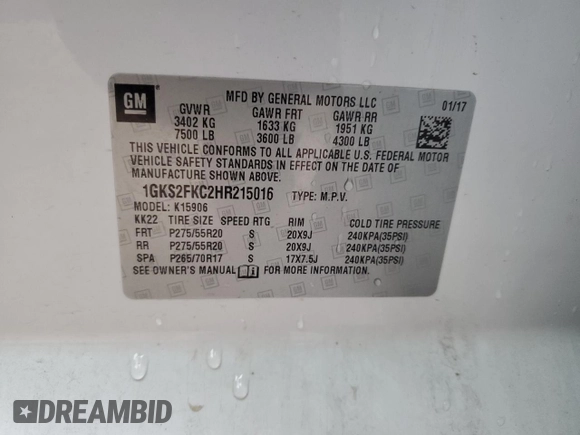 GM
MFD BY GENERAL MOTORS LLC
01/17
GVWR GAWR FRT GAWR RR
3402 KG 1633 KG 1951 KG
7500 LB 3600 LB 4300 LB
THIS VEHICLE CONFORMS TO ALL APPLICABLE U.S. FEDERAL MOTOR
VEHICLE SAFETY STANDARDS IN EFFECT ON THE DATE OF
MANUFACTURE SHOWN ABOVE.
1GKS2FKC2HR215016 TYPE: M.P.V.
MODEL: K15906
KK22 TIRE SIZE SPEED RTG RIM COLD TIRE PRESSURE
FRT P275/55R20 S 20X9J 240KPA(35PSI)
RR P275/55R20 S 20X9J 240KPA(35PSI)
SPA P265/70R17 S 17X7.5J 240KPA(35PSI)
SEE OWNER'S MANUAL FOR MORE INFORMATION.
DREAMBID